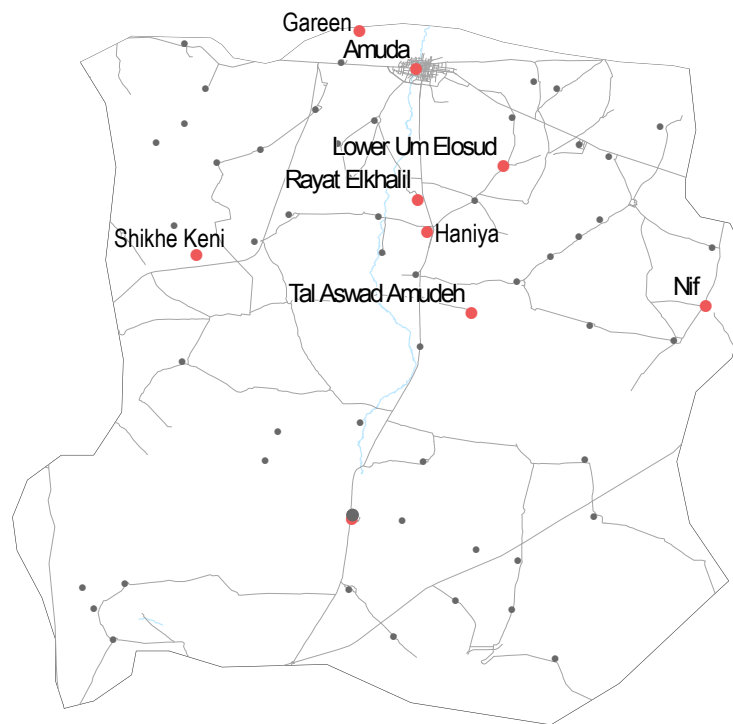 Gareen
Amuda
Lower Um Elosud
Rayat Elkhalil
Haniya
Shikhe Keni
Tal Aswad Amudeh
Nif